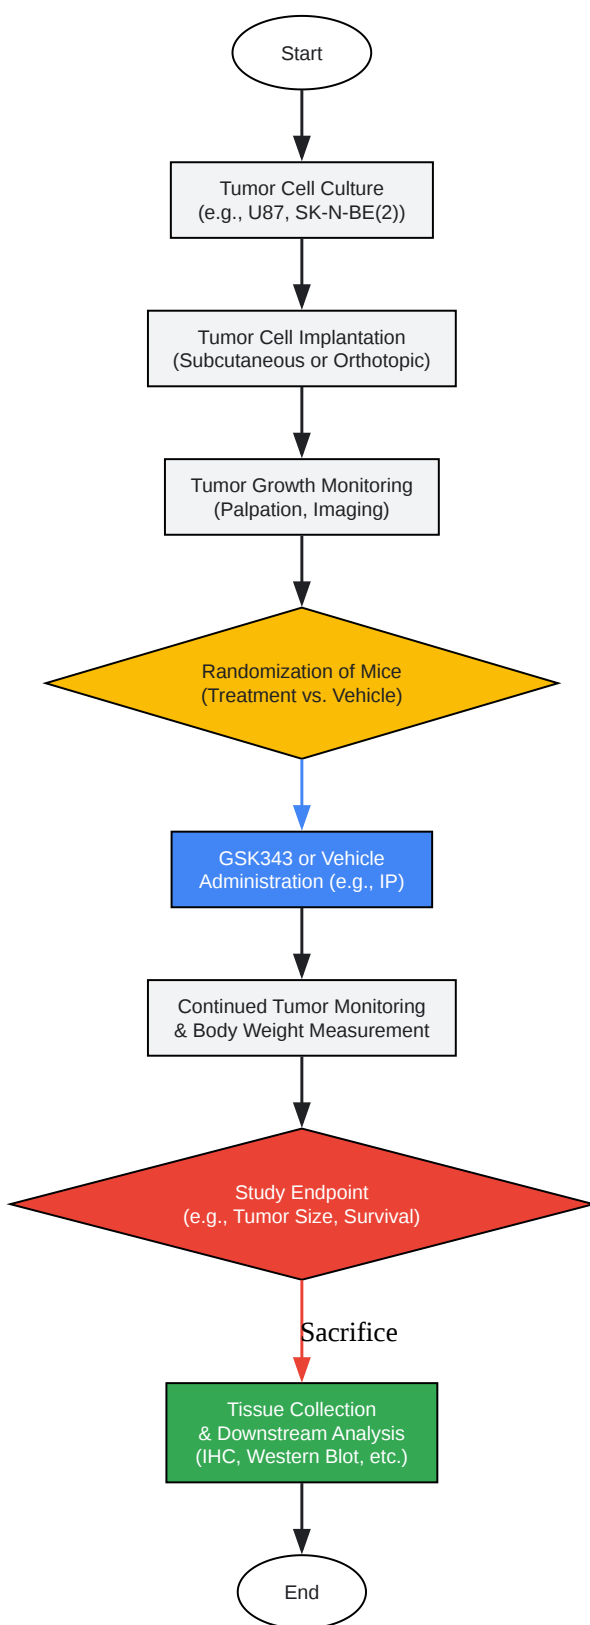 Start
Tumor Cell Culture
(e.g., U87, SK-N-BE(2))
Tumor Cell Implantation
(Subcutaneous or Orthotopic)
Tumor Growth Monitoring
(Palpation, Imaging)
Randomization of Mice
(Treatment vs. Vehicle)
GSK343 or Vehicle
Administration (e.g., IP)
Continued Tumor Monitoring
& Body Weight Measurement
Study Endpoint
(e.g., Tumor Size, Survival)
Sacrifice
Tissue Collection
& Downstream Analysis
(IHC, Western Blot, etc.)
End